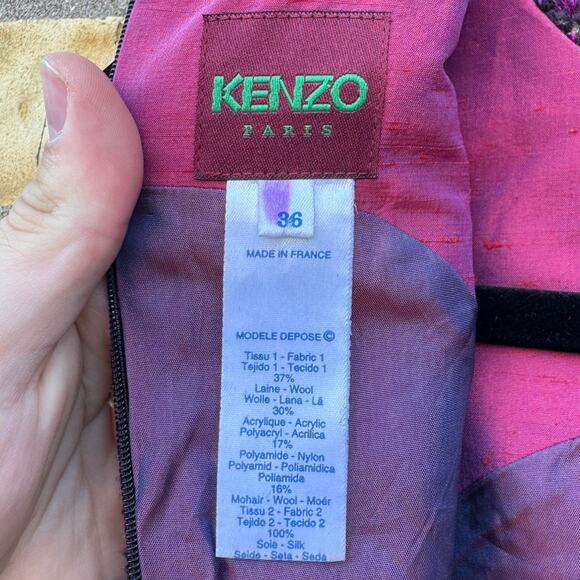 KENZO
PARIS
36
MADE IN FRANCE
MODELE DEPOSE ©
Tissu 1 - Fabric 1
Tejido 1 - Tecido 1
37%
Laine - Wool
Wolle - Lana - Lã
30%
Acrylique - Acrylic
Polyacryl - Acrilica
17%
Polyamide - Nylon
Polyamid - Poliamidica
Poliamida
16%
Mohair - Wool - Moér
Tissu 2 - Fabric 2
Tejido 2 - Tecido 2
100%
Soie - Silk
Seide - Seta - Seda